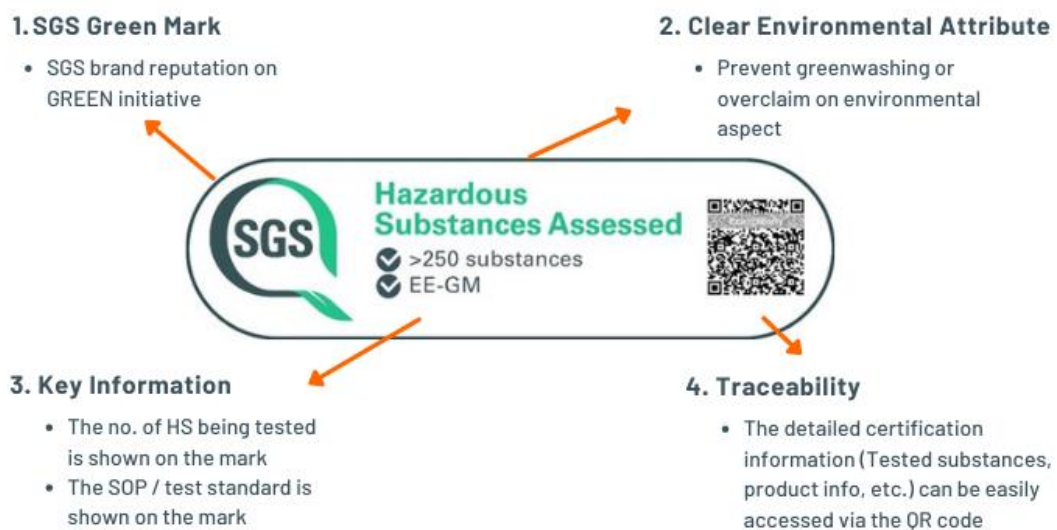 1. SGS Green Mark
• SGS brand reputation on
GREEN initiative
2. Clear Environmental Attribute
• Prevent greenwashing or
overclaim on environmental
aspect
SGS
Hazardous
Substances Assessed
>250 substances
EE-GM
3. Key Information
• The no. of HS being tested
is shown on the mark
• The SOP / test standard is
shown on the mark
4. Traceability
• The detailed certification
information (Tested substances,
product info, etc.) can be easily
accessed via the QR code